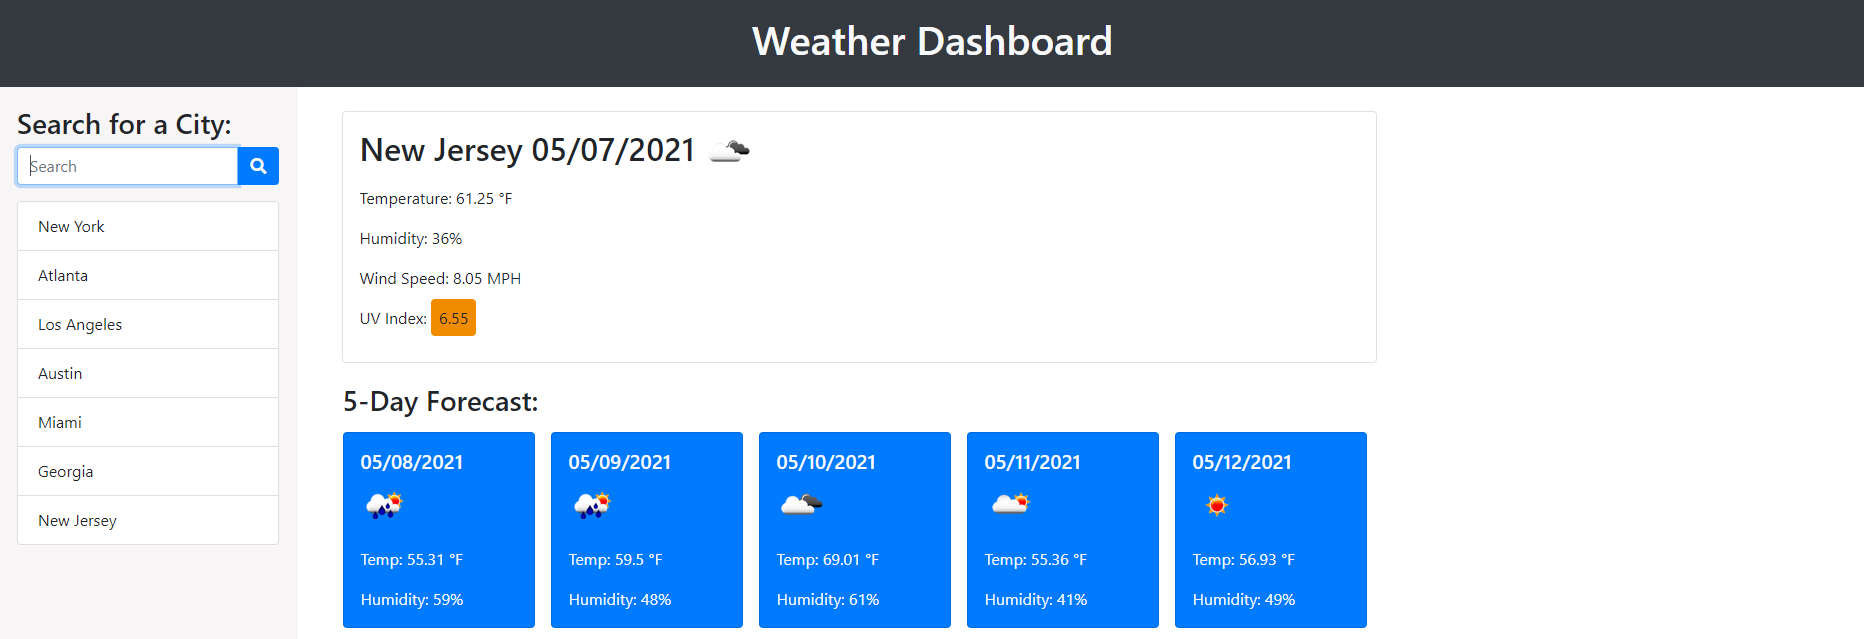 Weather Dashboard
Search for a City:
Search
New York
Atlanta
Los Angeles
Austin
Miami
Georgia
New Jersey
New Jersey 05/07/2021
Temperature: 61.25 °F
Humidity: 36%
Wind Speed: 8.05 MPH
UV Index: 6.55
5-Day Forecast:
05/08/2021
Temp: 55.31 °F
Humidity: 59%
05/09/2021
Temp: 59.5 °F
Humidity: 48%
05/10/2021
Temp: 69.01 °F
Humidity: 61%
05/11/2021
Temp: 55.36 °F
Humidity: 41%
05/12/2021
Temp: 56.93 °F
Humidity: 49%